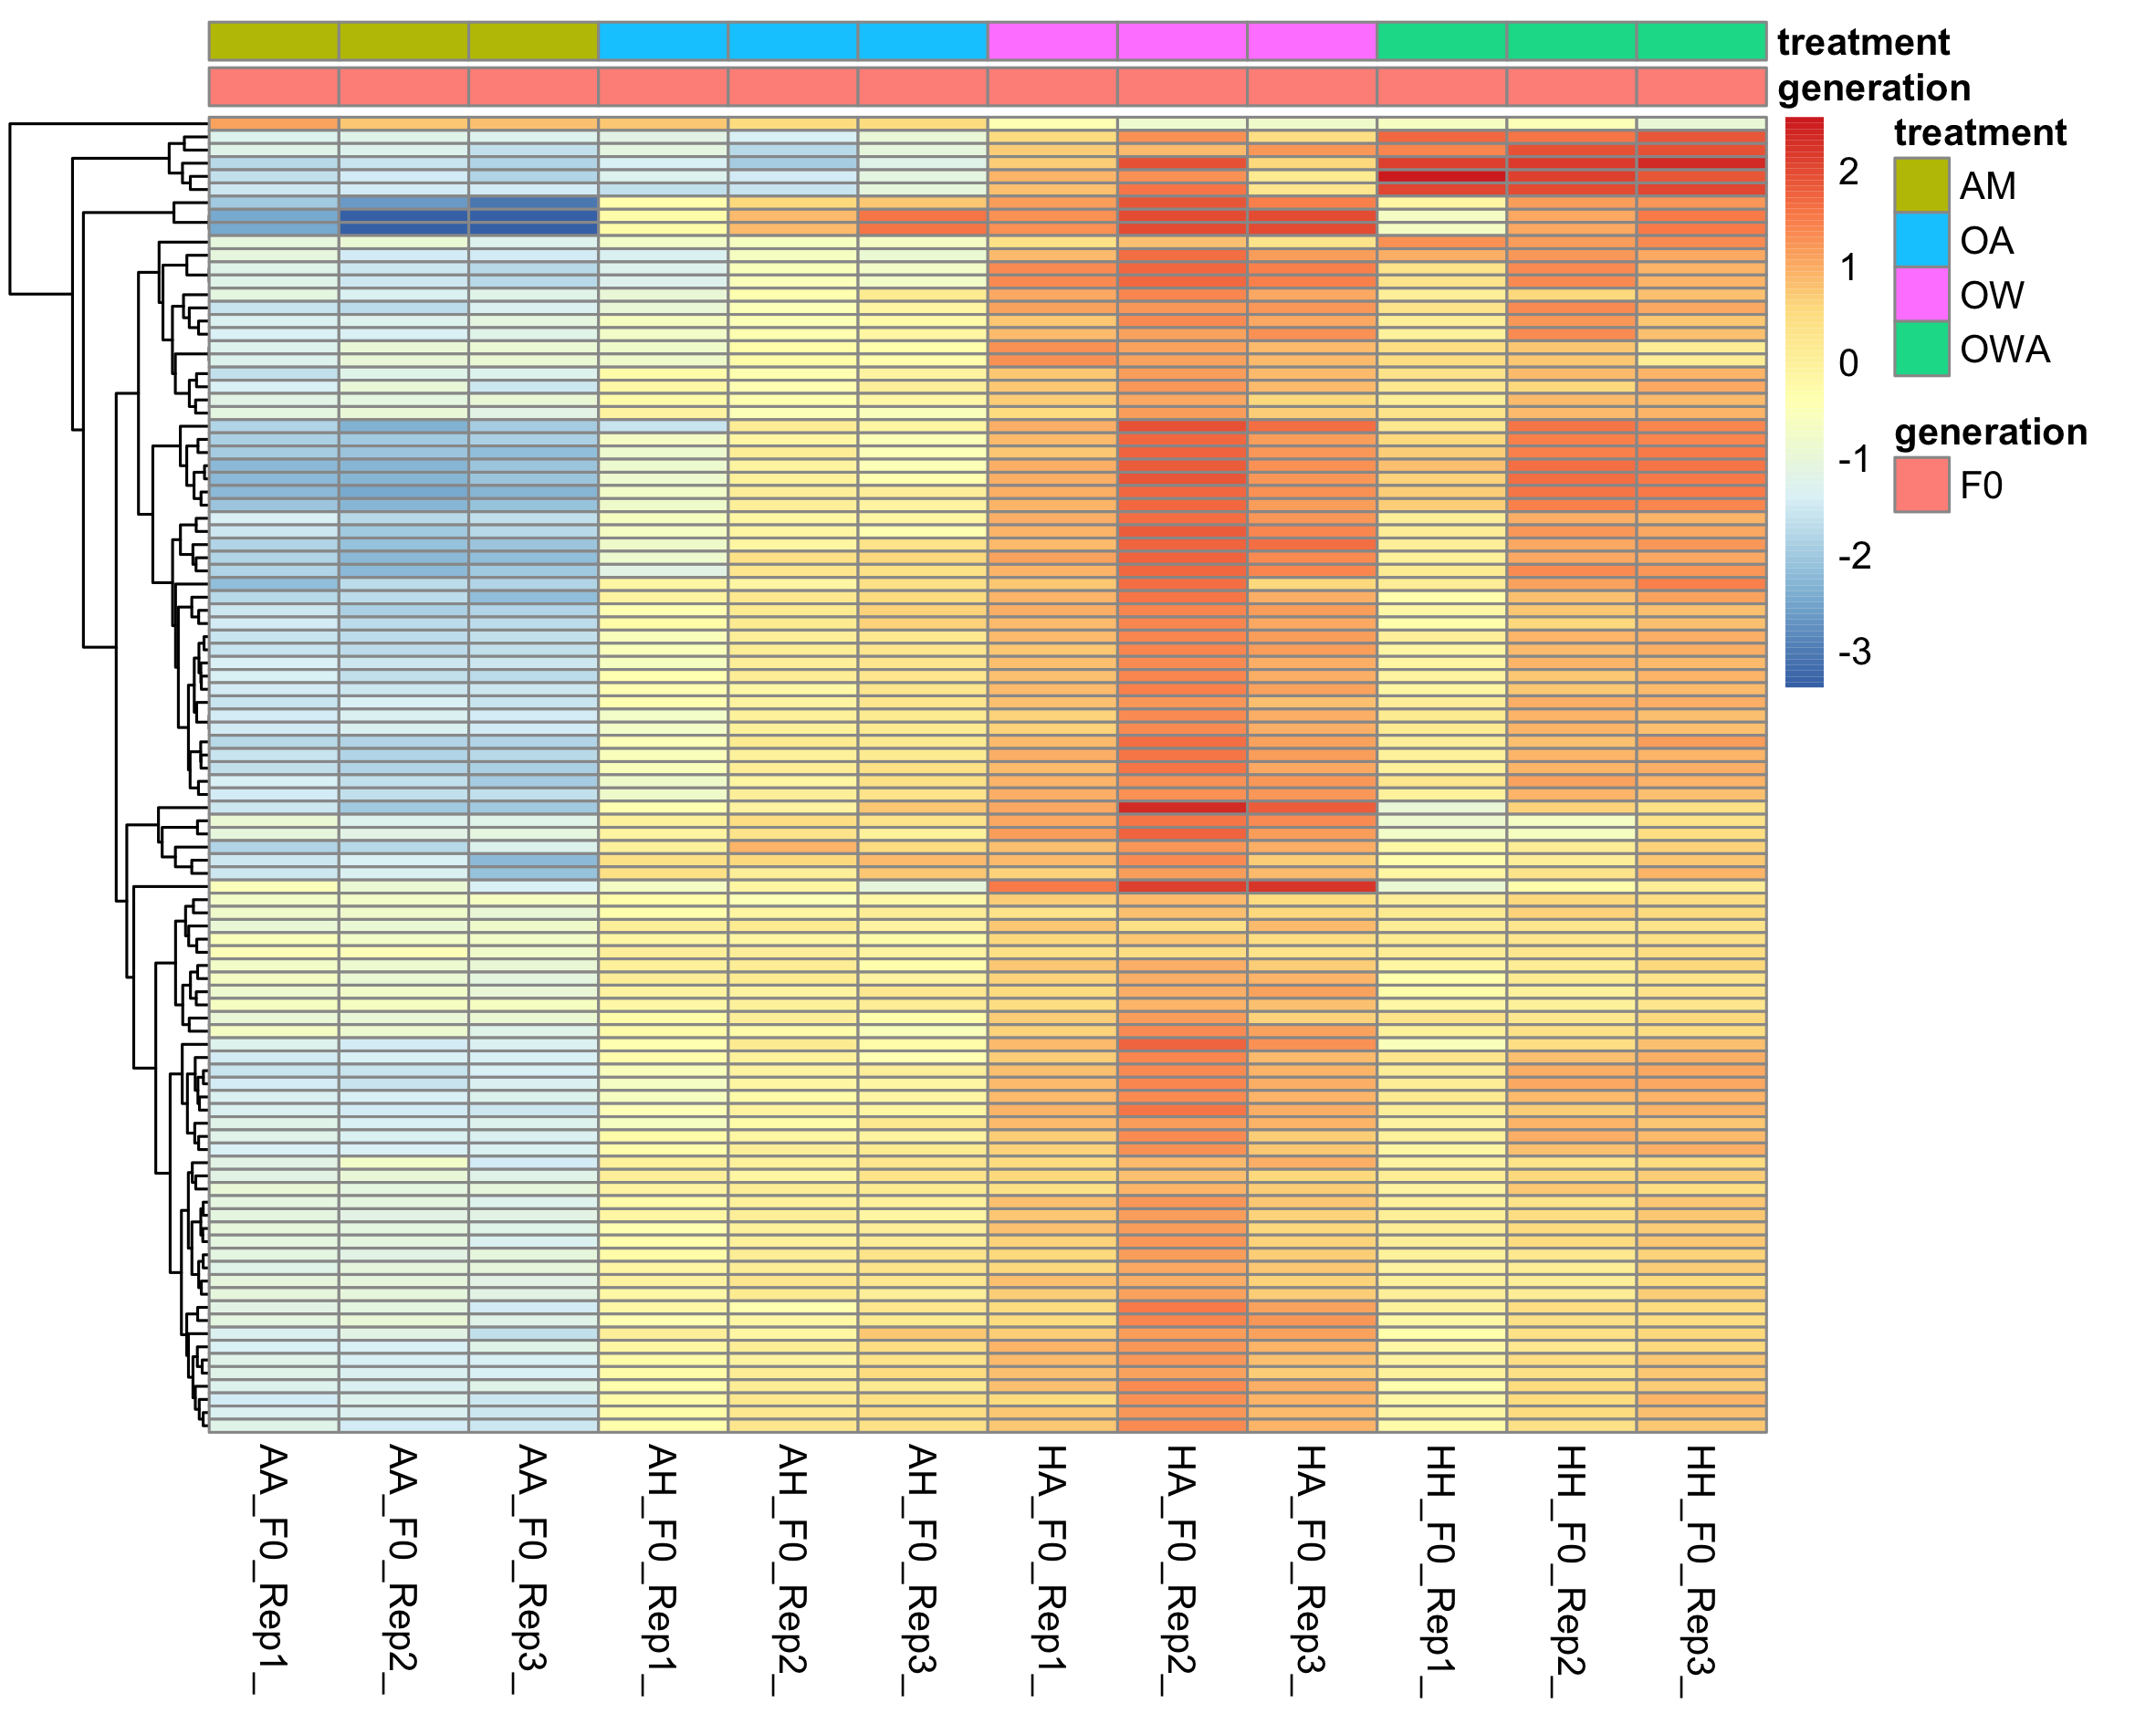 treatment
generation
treatment
AM
OA
OW
OWA
generation
F0
2
1
0
-1
-2
-3
AA_F0_Rep1_
AA_F0_Rep2_
AA_F0_Rep3_
AH_F0_Rep1_
AH_F0_Rep2_
AH_F0_Rep3_
HA_F0_Rep1_
HA_F0_Rep2_
HA_F0_Rep3_
HH_F0_Rep1_
HH_F0_Rep2_
HH_F0_Rep3_